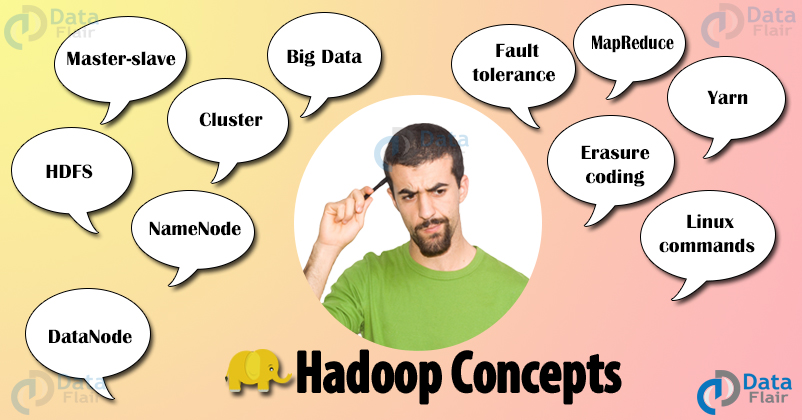 Data
Flair
Master-slave
Big Data
Fault
tolerance
MapReduce
Data
Flair
Cluster
Yarn
HDFS
Data
Erasure
coding
NameNode
Linux
commands
DataNode
Hadoop Concepts
Data
Flair
Data
Flair